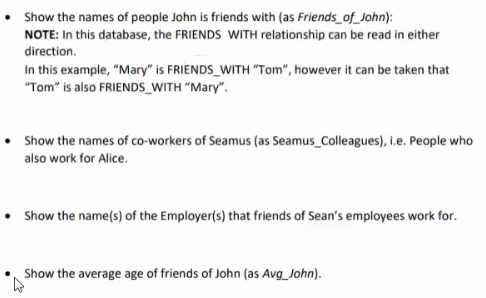 • Show the names of people John is friends with (as Friends_of_John):
NOTE: In this database, the FRIENDS WITH relationship can be read in either
direction.
In this example, “Mary” is FRIENDS_WITH “Tom”, however it can be taken that
“Tom” is also FRIENDS_WITH “Mary”.
• Show the names of co-workers of Seamus (as Seamus_Colleagues), i.e. People who
also work for Alice.
• Show the name(s) of the Employer(s) that friends of Sean’s employees work for.
• Show the average age of friends of John (as Avg_John).